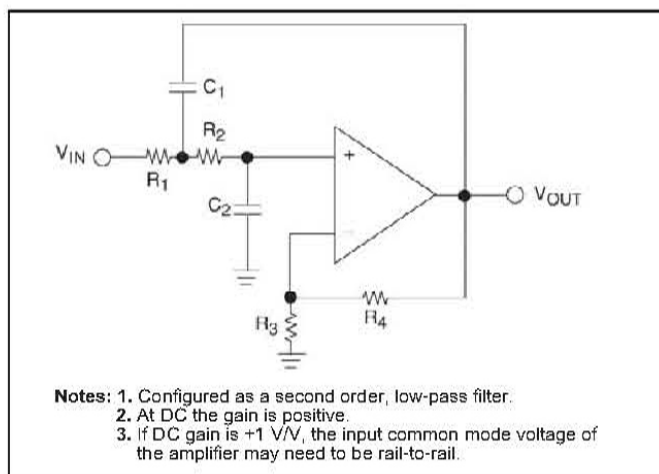 C1
R2
VIN
R1
+
C2
VOUT
-
R3
R4
Notes: 1. Configured as a second order, low-pass filter.
2. At DC the gain is positive.
3. If DC gain is +1 V/V, the input common mode voltage of
the amplifier may need to be rail-to-rail.